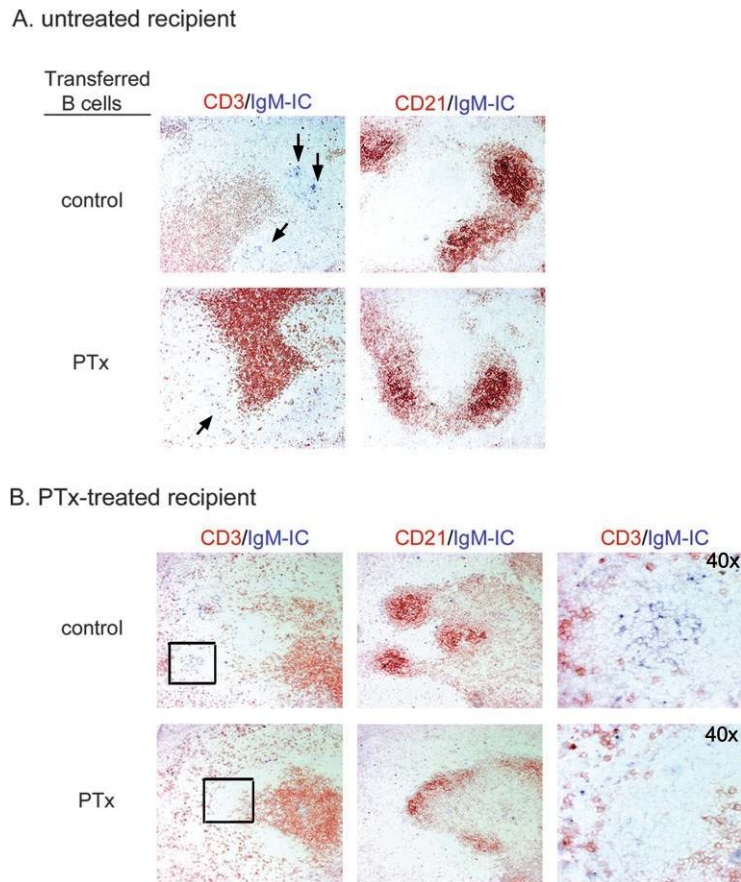 A. untreated recipient
Transferred
B cells
CD3/IgM-IC
CD21/IgM-IC
control
PTx
B. PTx-treated recipient
CD3/IgM-IC
CD21/IgM-IC
CD3/IgM-IC
40x
control
40x
PTx